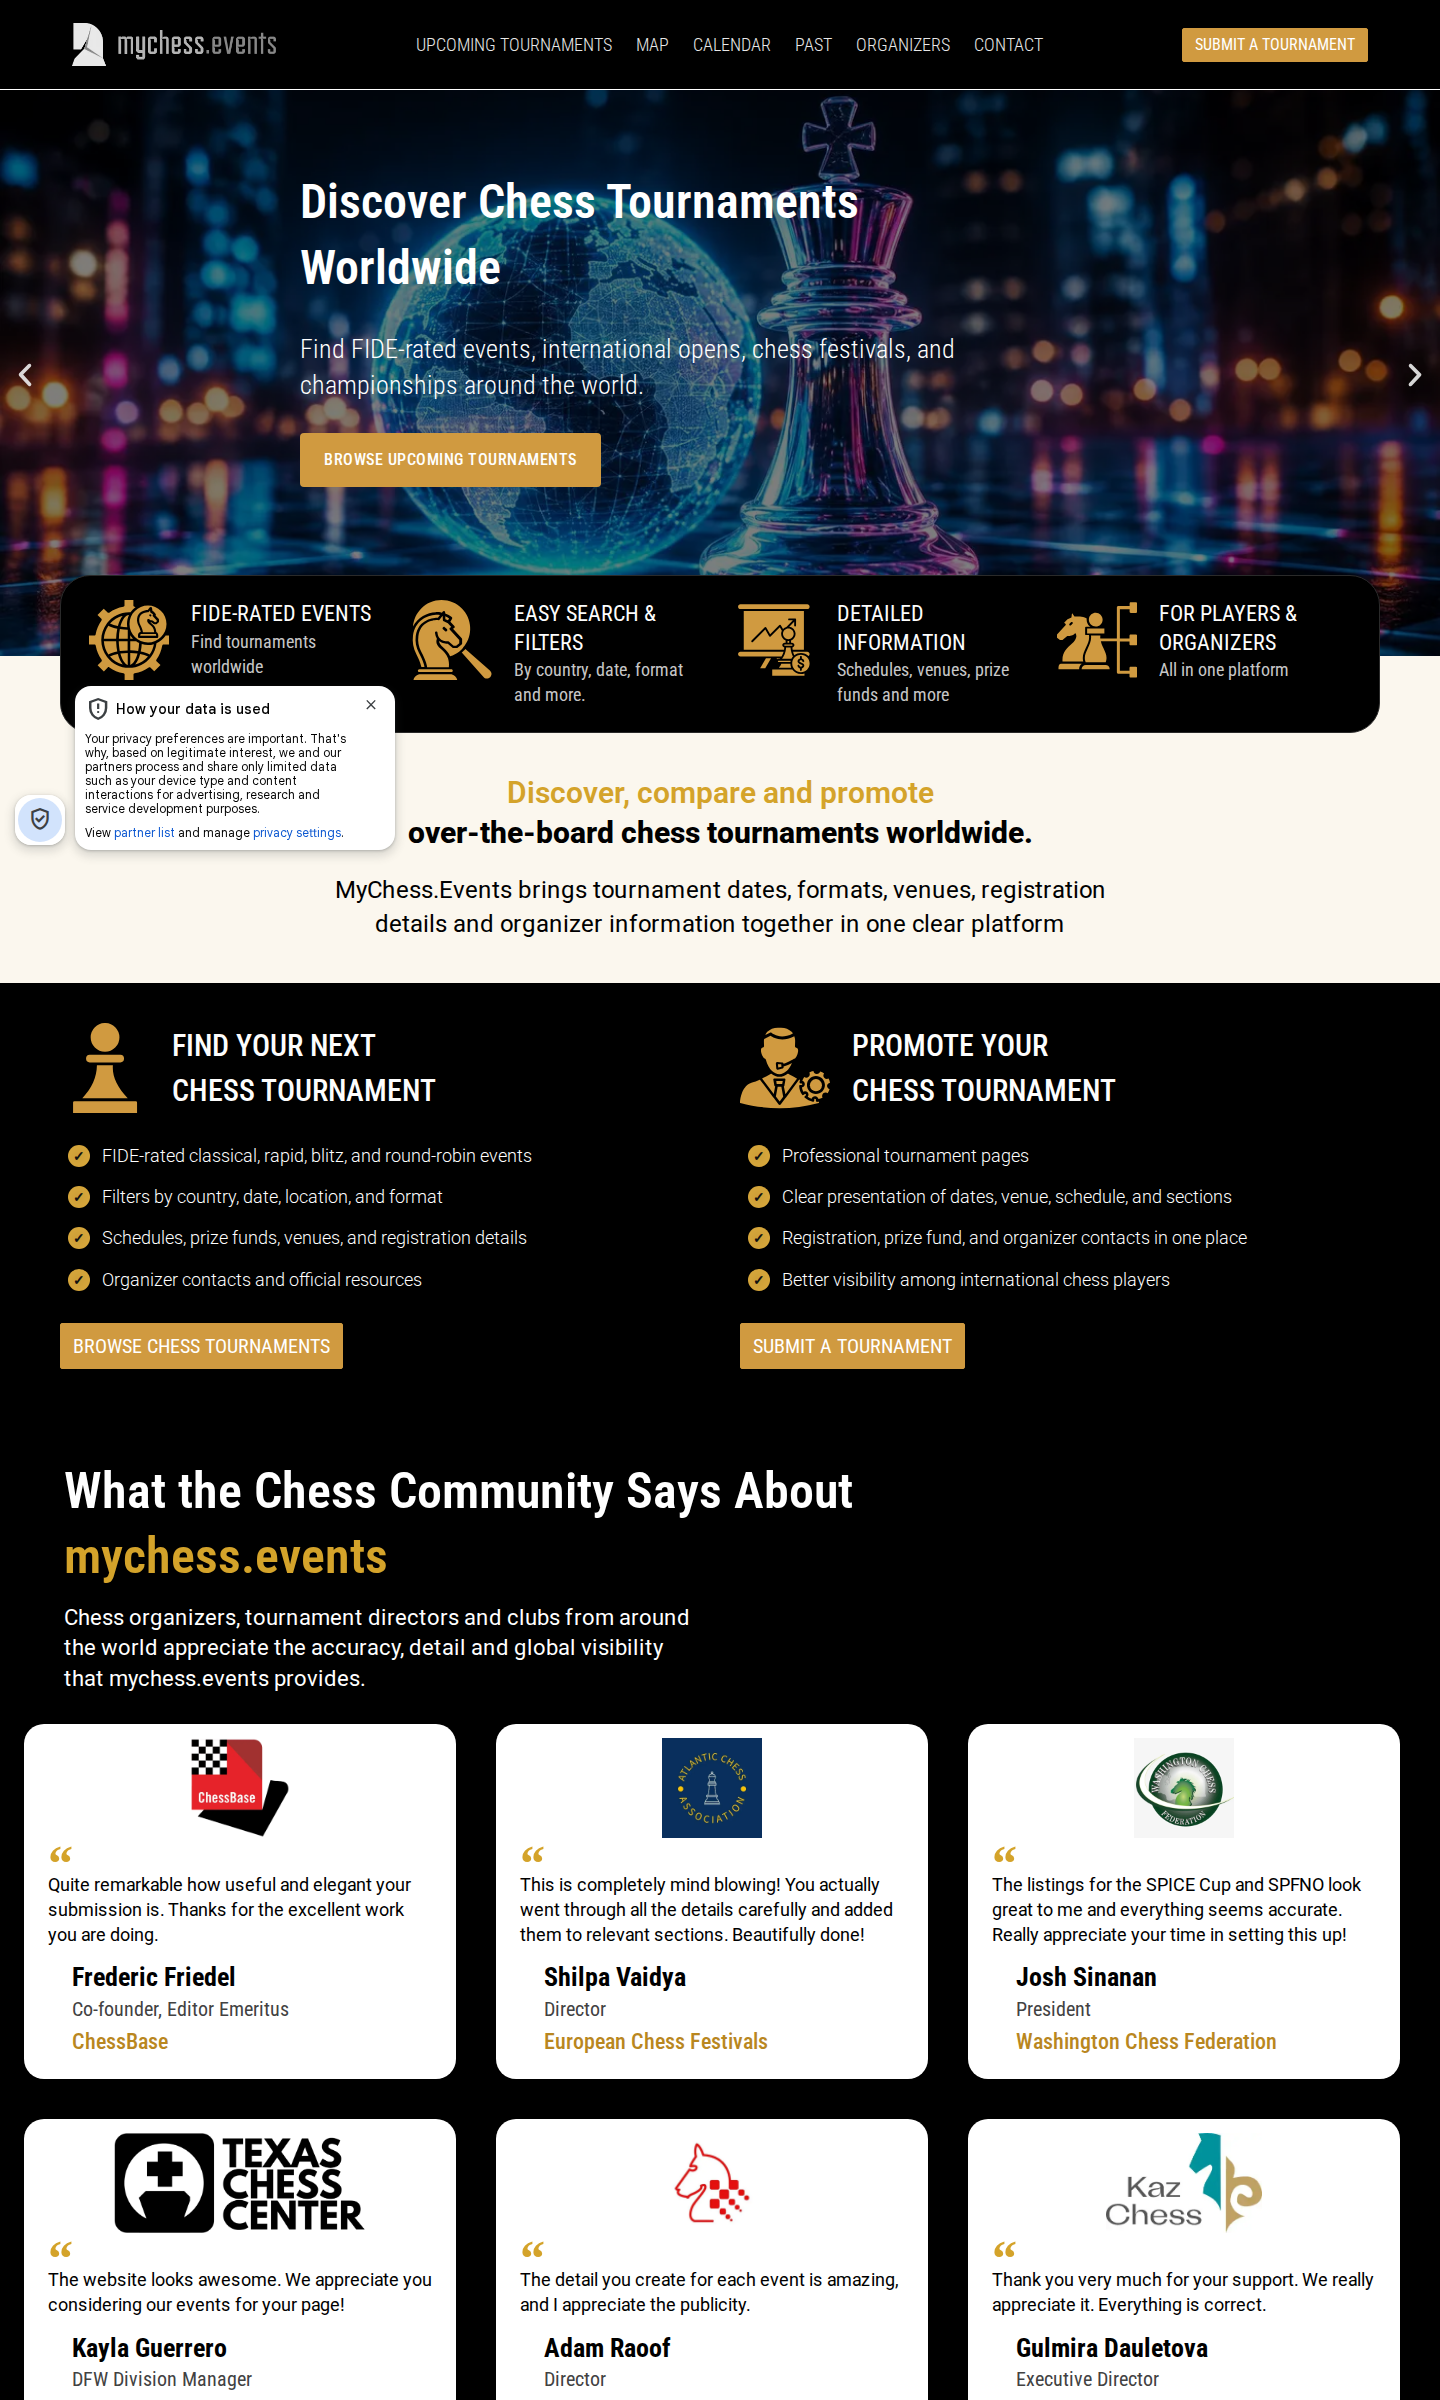 mychess.events
UPCOMING TOURNAMENTS MAP CALENDAR PAST ORGANIZERS CONTACT
SUBMIT A TOURNAMENT
Discover Chess Tournaments
Worldwide
Find FIDE-rated events, international opens, chess festivals, and
championships around the world.
BROWSE UPCOMING TOURNAMENTS
FIDE-RATED EVENTS
Find tournaments
worldwide
EASY SEARCH &
FILTERS
By country, date, format
and more.
DETAILED
INFORMATION
Schedules, venues, prize
funds and more
FOR PLAYERS &
ORGANIZERS
All in one platform
How your data is used
Your privacy preferences are important. That's
why, based on legitimate interest, we and our
partners process and share only limited data
such as your device type and content
interactions for advertising, research and
service development purposes.
View partner list and manage privacy settings.
Discover, compare and promote
over-the-board chess tournaments worldwide.
MyChess.Events brings tournament dates, formats, venues, registration
details and organizer information together in one clear platform
FIND YOUR NEXT
CHESS TOURNAMENT
FIDE-rated classical, rapid, blitz, and round-robin events
Filters by country, date, location, and format
Schedules, prize funds, venues, and registration details
Organizer contacts and official resources
BROWSE CHESS TOURNAMENTS
PROMOTE YOUR
CHESS TOURNAMENT
Professional tournament pages
Clear presentation of dates, venue, schedule, and sections
Registration, prize fund, and organizer contacts in one place
Better visibility among international chess players
SUBMIT A TOURNAMENT
What the Chess Community Says About
mychess.events
Chess organizers, tournament directors and clubs from around
the world appreciate the accuracy, detail and global visibility
that mychess.events provides.
ChessBase
“
Quite remarkable how useful and elegant your
submission is. Thanks for the excellent work
you are doing.
Frederic Friedel
Co-founder, Editor Emeritus
ChessBase
ATLANTIC CHESS
ASSOCIATION
“
This is completely mind blowing! You actually
went through all the details carefully and added
them to relevant sections. Beautifully done!
Shilpa Vaidya
Director
European Chess Festivals
WASHINGTON CHESS
FEDERATION
“
The listings for the SPICE Cup and SPFNO look
great to me and everything seems accurate.
Really appreciate your time in setting this up!
Josh Sinanan
President
Washington Chess Federation
TEXAS
CHESS
CENTER
“
The website looks awesome. We appreciate you
considering our events for your page!
Kayla Guerrero
DFW Division Manager
“
The detail you create for each event is amazing,
and I appreciate the publicity.
Adam Raoof
Director
Kaz
Chess
“
Thank you very much for your support. We really
appreciate it. Everything is correct.
Gulmira Dauletova
Executive Director